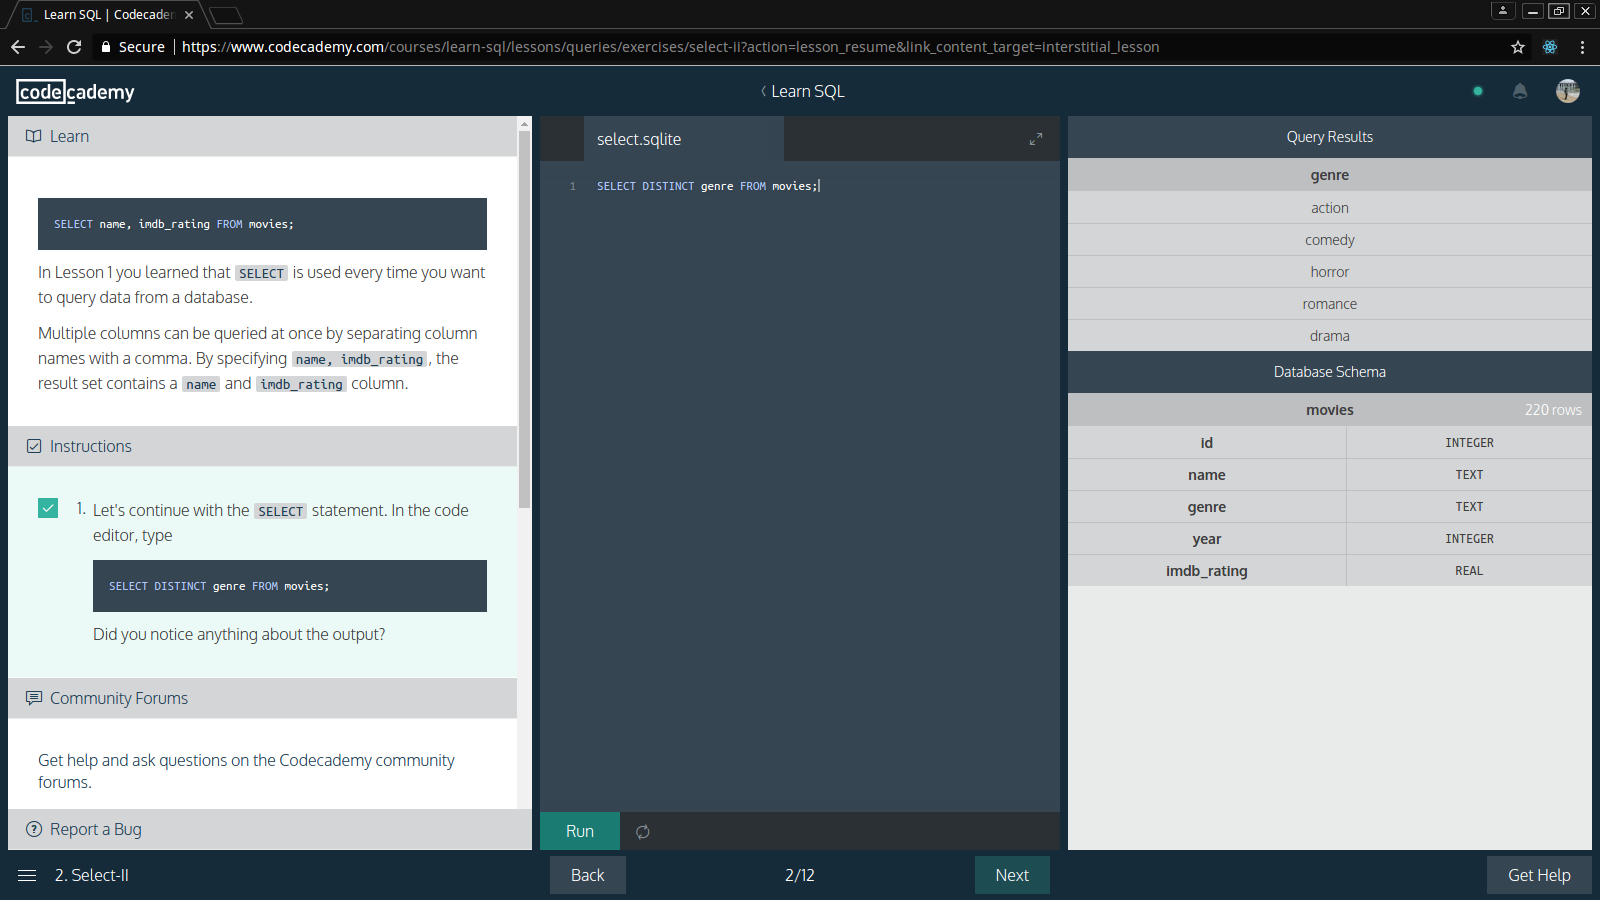 Learn SQL | Codecaden
Secure
https://www.codecademy.com/courses/learn-sql/lessons/queries/exercises/select-ii?action=lesson_resume&link_content_target=interstitial_lesson
codecademy
Learn SQL
Learn
SELECT name, imdb_rating FROM movies;
In Lesson 1 you learned that SELECT is used every time you want
to query data from a database.
Multiple columns can be queried at once by separating column
names with a comma. By specifying name, imdb_rating, the
result set contains a name and imdb_rating column.
Instructions
1. Let's continue with the SELECT statement. In the code
editor, type
SELECT DISTINCT genre FROM movies;
Did you notice anything about the output?
Community Forums
Get help and ask questions on the Codecademy community
forums.
Report a Bug
select.sqlite
1 SELECT DISTINCT genre FROM movies;
Run
Query Results
genre
action
comedy
horror
romance
drama
Database Schema
movies 220 rows
id INTEGER
name TEXT
genre TEXT
year INTEGER
imdb_rating REAL
2. Select-II
Back
2/12
Next
Get Help